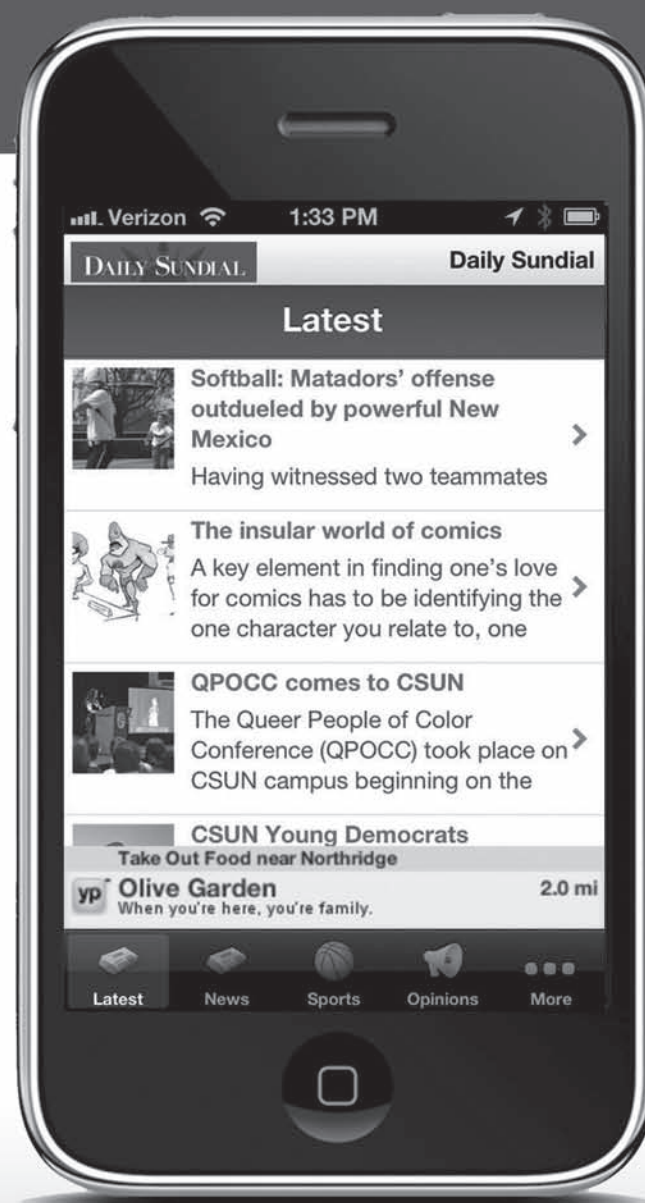 Verizon 1:33 PM
DAILY SUNDIAL Daily Sundial
Latest
Softball: Matadors' offense
outdueled by powerful New
Mexico
Having witnessed two teammates
The insular world of comics
A key element in finding one's love
for comics has to be identifying the
one character you relate to, one
QPOCC comes to CSUN
The Queer People of Color
Conference (QPOCC) took place on
CSUN campus beginning on the
CSUN Young Democrats
Take Out Food near Northridge
yp Olive Garden 2.0 mi
When you're here, you're family.
Latest News Sports Opinions More